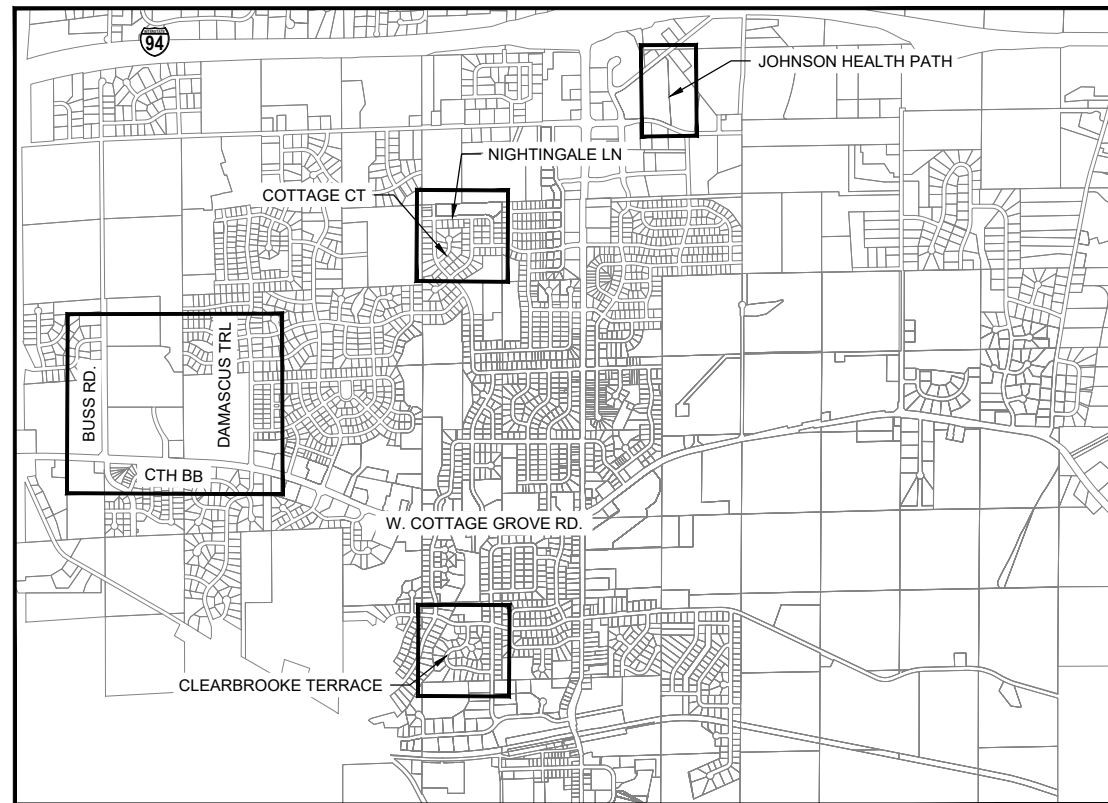 INTERSTATE
94
JOHNSON HEALTH PATH
NIGHTINGALE LN
COTTAGE CT
BUSS RD.
DAMASCUS TRL
CTH BB
W. COTTAGE GROVE RD.
CLEARBROOKE TERRACE